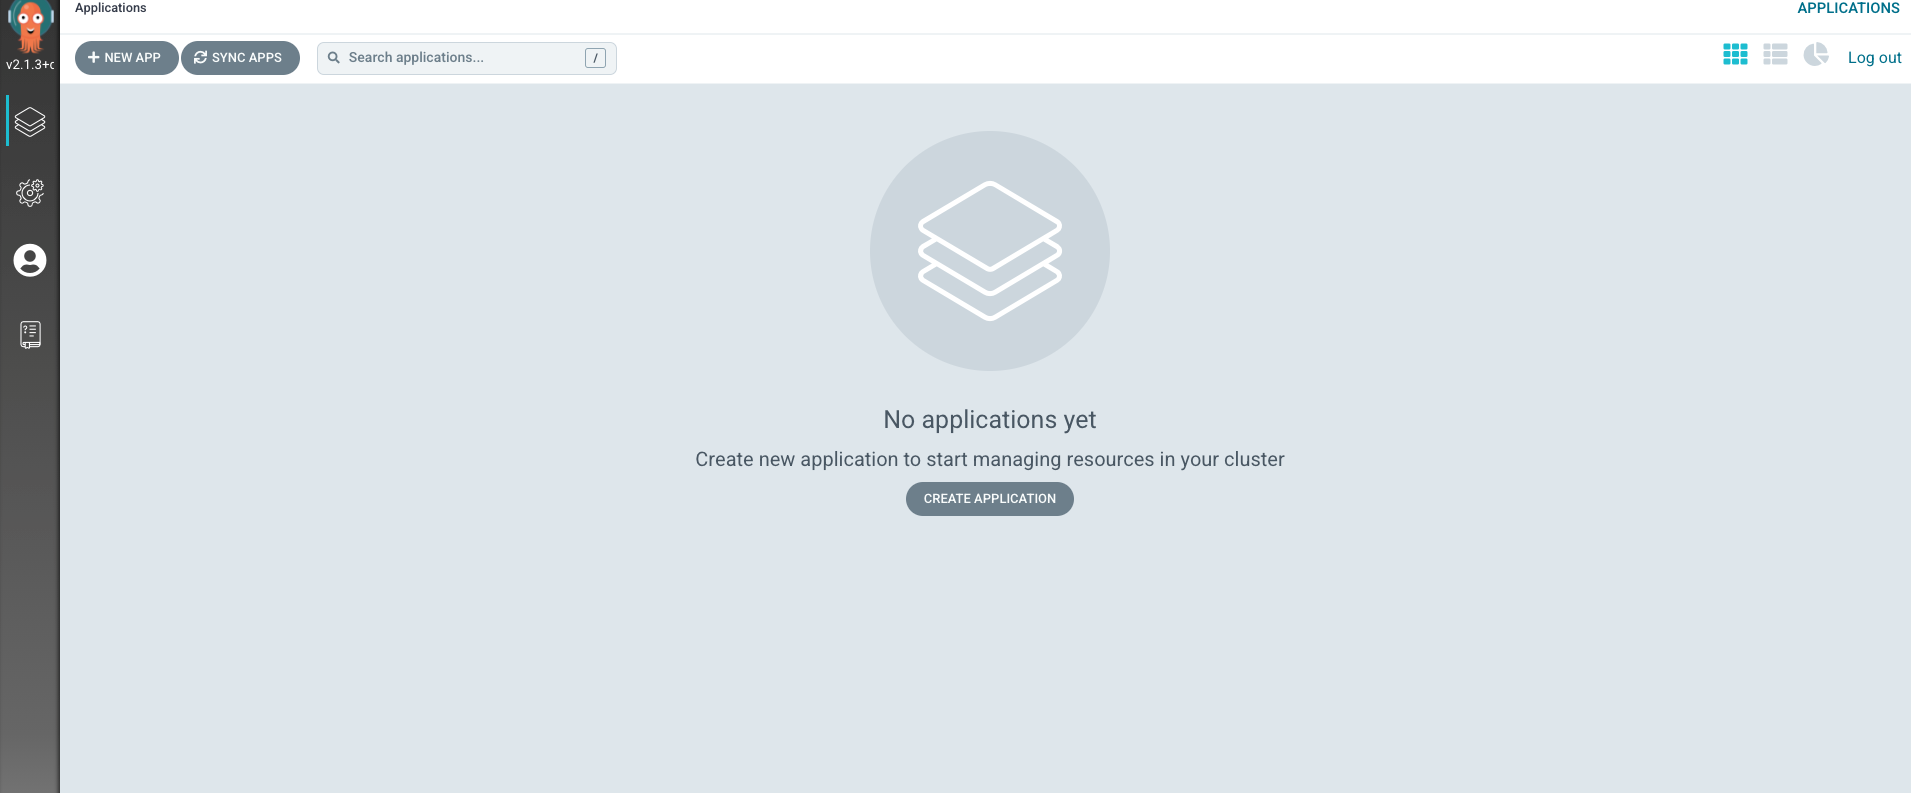 Applications
APPLICATIONS
NEW APP
SYNC APPS
Search applications...
/
Log out
v2.1.3+
No applications yet
Create new application to start managing resources in your cluster
CREATE APPLICATION